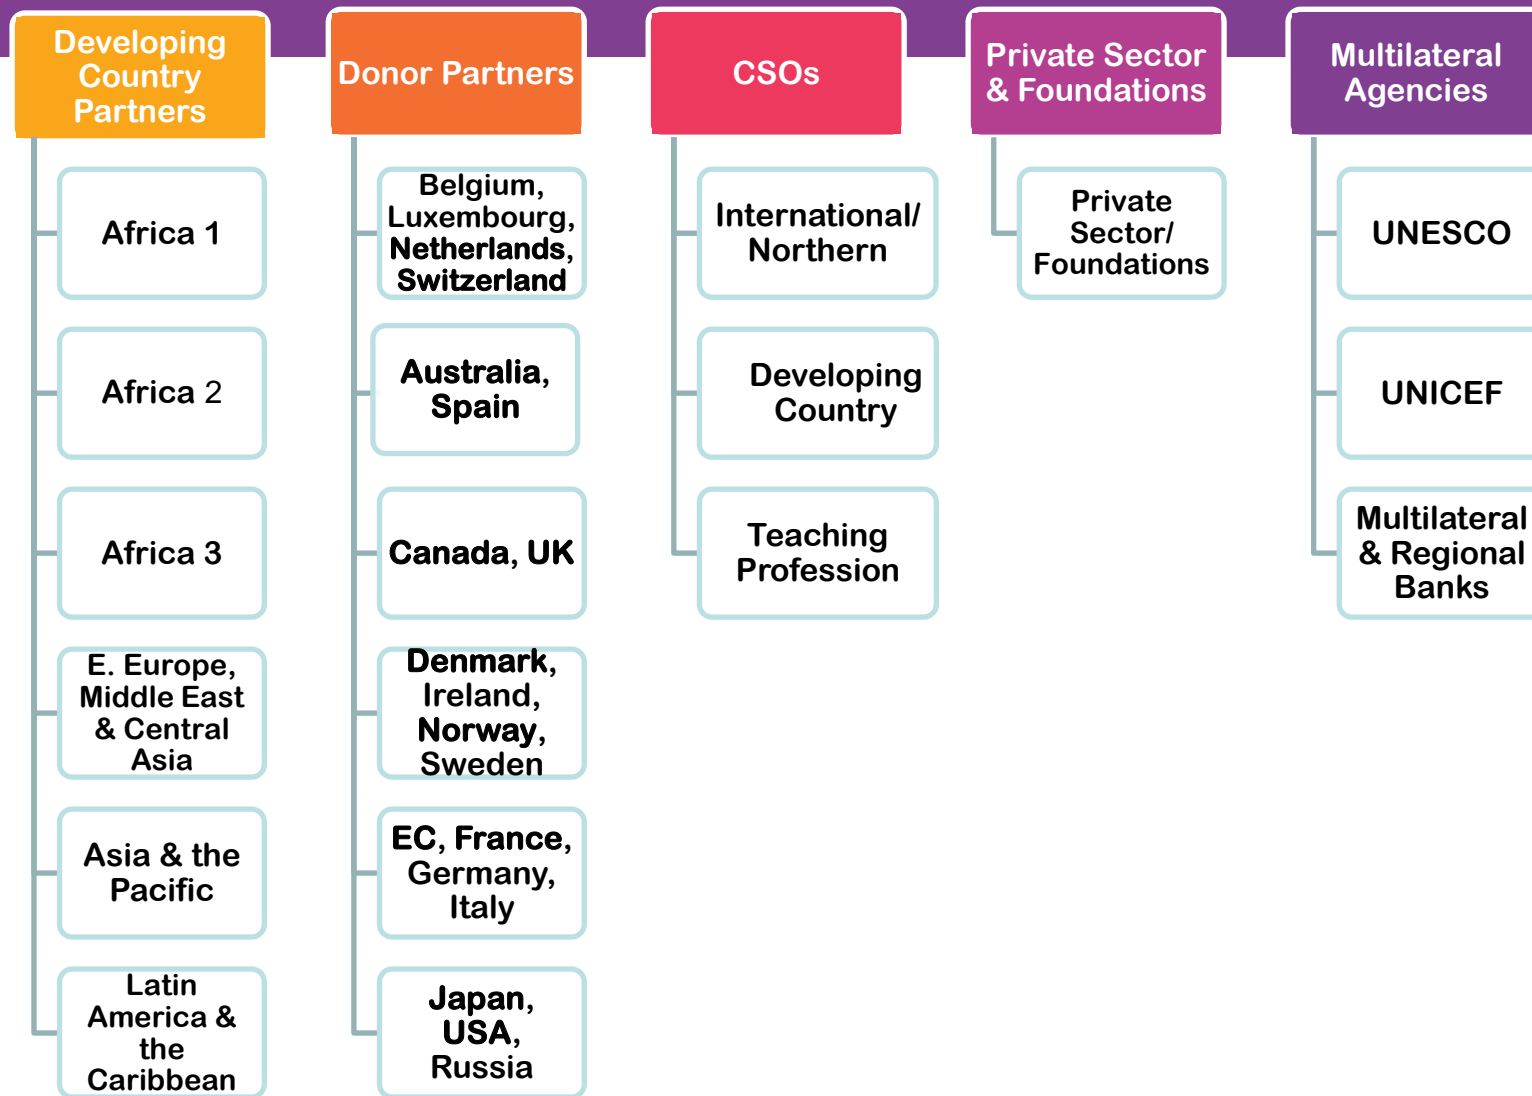 Developing
Country
Partners
Africa 1
Africa 2
Africa 3
E. Europe,
Middle East
& Central
Asia
Asia & the
Pacific
Latin
America &
the
Caribbean
Donor Partners
Belgium,
Luxembourg,
Netherlands,
Switzerland
Australia,
Spain
Canada, UK
Denmark,
Ireland,
Norway,
Sweden
EC, France,
Germany,
Italy
Japan,
USA,
Russia
CSOs
International/
Northern
Developing
Country
Teaching
Profession
Private Sector
& Foundations
Private
Sector/
Foundations
Multilateral
Agencies
UNESCO
UNICEF
Multilateral
& Regional
Banks